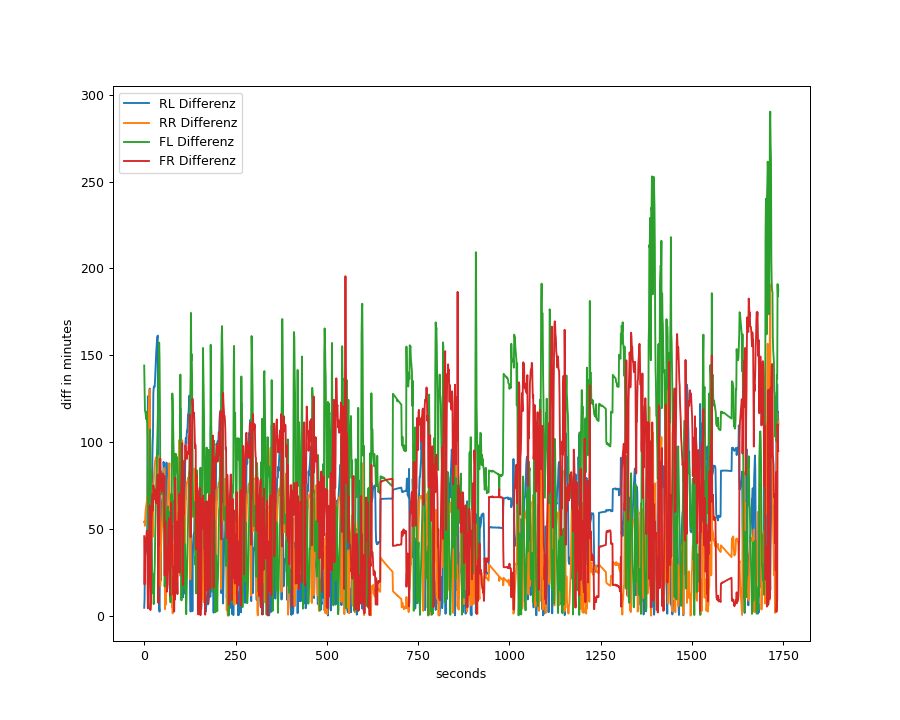 300
250
200
150
100
50
0
diff in minutes
RL Differenz
RR Differenz
FL Differenz
FR Differenz
0 250 500 750 1000 1250 1500 1750
seconds